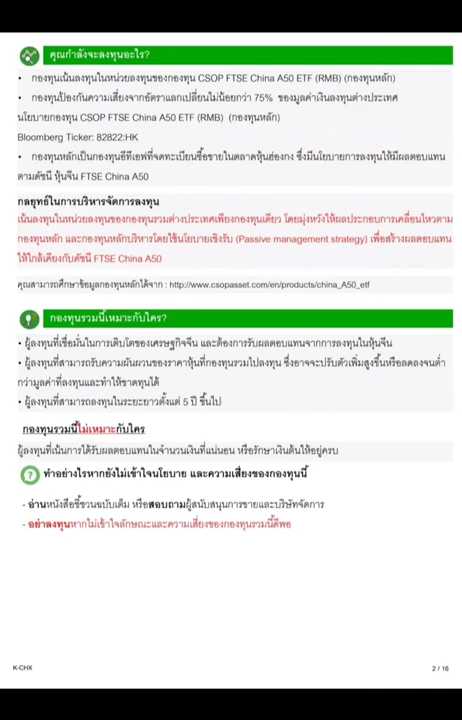 คุณกำลังจะลงทุนอะไร?
• กองทุนเน้นลงทุนในหน่วยลงทุนของกองทุน CSOP FTSE China A50 ETF (RMB) (กองทุนหลัก)
• กองทุนป้องกันความเสี่ยงจากอัตราแลกเปลี่ยนไม่น้อยกว่า 75% ของมูลค่าเงินลงทุนต่างประเทศ
นโยบายกองทุน CSOP FTSE China A50 ETF (RMB) (กองทุนหลัก)
Bloomberg Ticker: 82822:HK
• กองทุนหลักเป็นกองทุนอีทีเอฟที่จดทะเบียนซื้อขายในตลาดหุ้นฮ่องกง ซึ่งมีนโยบายการลงทุนให้มีผลตอบแทน
ตามดัชนี หุ้นจีน FTSE China A50
กลยุทธ์ในการบริหารจัดการลงทุน
เน้นลงทุนในหน่วยลงทุนของกองทุนรวมต่างประเทศเพียงกองทุนเดียว โดยมุ่งหวังให้ผลประกอบการเคลื่อนไหวตาม
กองทุนหลัก และกองทุนหลักบริหารโดยใช้นโยบายเชิงรับ (Passive management strategy) เพื่อสร้างผลตอบแทน
ให้ใกล้เคียงกับดัชนี FTSE China A50
คุณสามารถศึกษาข้อมูลกองทุนหลักได้จาก : http://www.csopasset.com/en/products/china_A50_etf
กองทุนรวมนี้เหมาะกับใคร?
• ผู้ลงทุนที่เชื่อมั่นในการเติบโตของเศรษฐกิจจีน และต้องการรับผลตอบแทนจากการลงทุนในหุ้นจีน
• ผู้ลงทุนที่สามารถรับความผันผวนของราคาหุ้นที่กองทุนรวมไปลงทุน ซึ่งอาจจะปรับตัวเพิ่มสูงขึ้นหรือลดลงจนต่ำ
กว่ามูลค่าที่ลงทุนและทำให้ขาดทุนได้
• ผู้ลงทุนที่สามารถลงทุนในระยะยาวตั้งแต่ 5 ปี ขึ้นไป
กองทุนรวมนี้ไม่เหมาะกับใคร
ผู้ลงทุนที่เน้นการได้รับผลตอบแทนในจำนวนเงินที่แน่นอน หรือรักษาเงินต้นให้อยู่ครบ
ทำอย่างไรหากยังไม่เข้าใจนโยบาย และความเสี่ยงของกองทุนนี้
- อ่านหนังสือชี้ชวนฉบับเต็ม หรือสอบถามผู้สนับสนุนการขายและบริษัทจัดการ
- อย่าลงทุนหากไม่เข้าใจลักษณะและความเสี่ยงของกองทุนรวมนี้ดีพอ
K-CHX
2 / 16